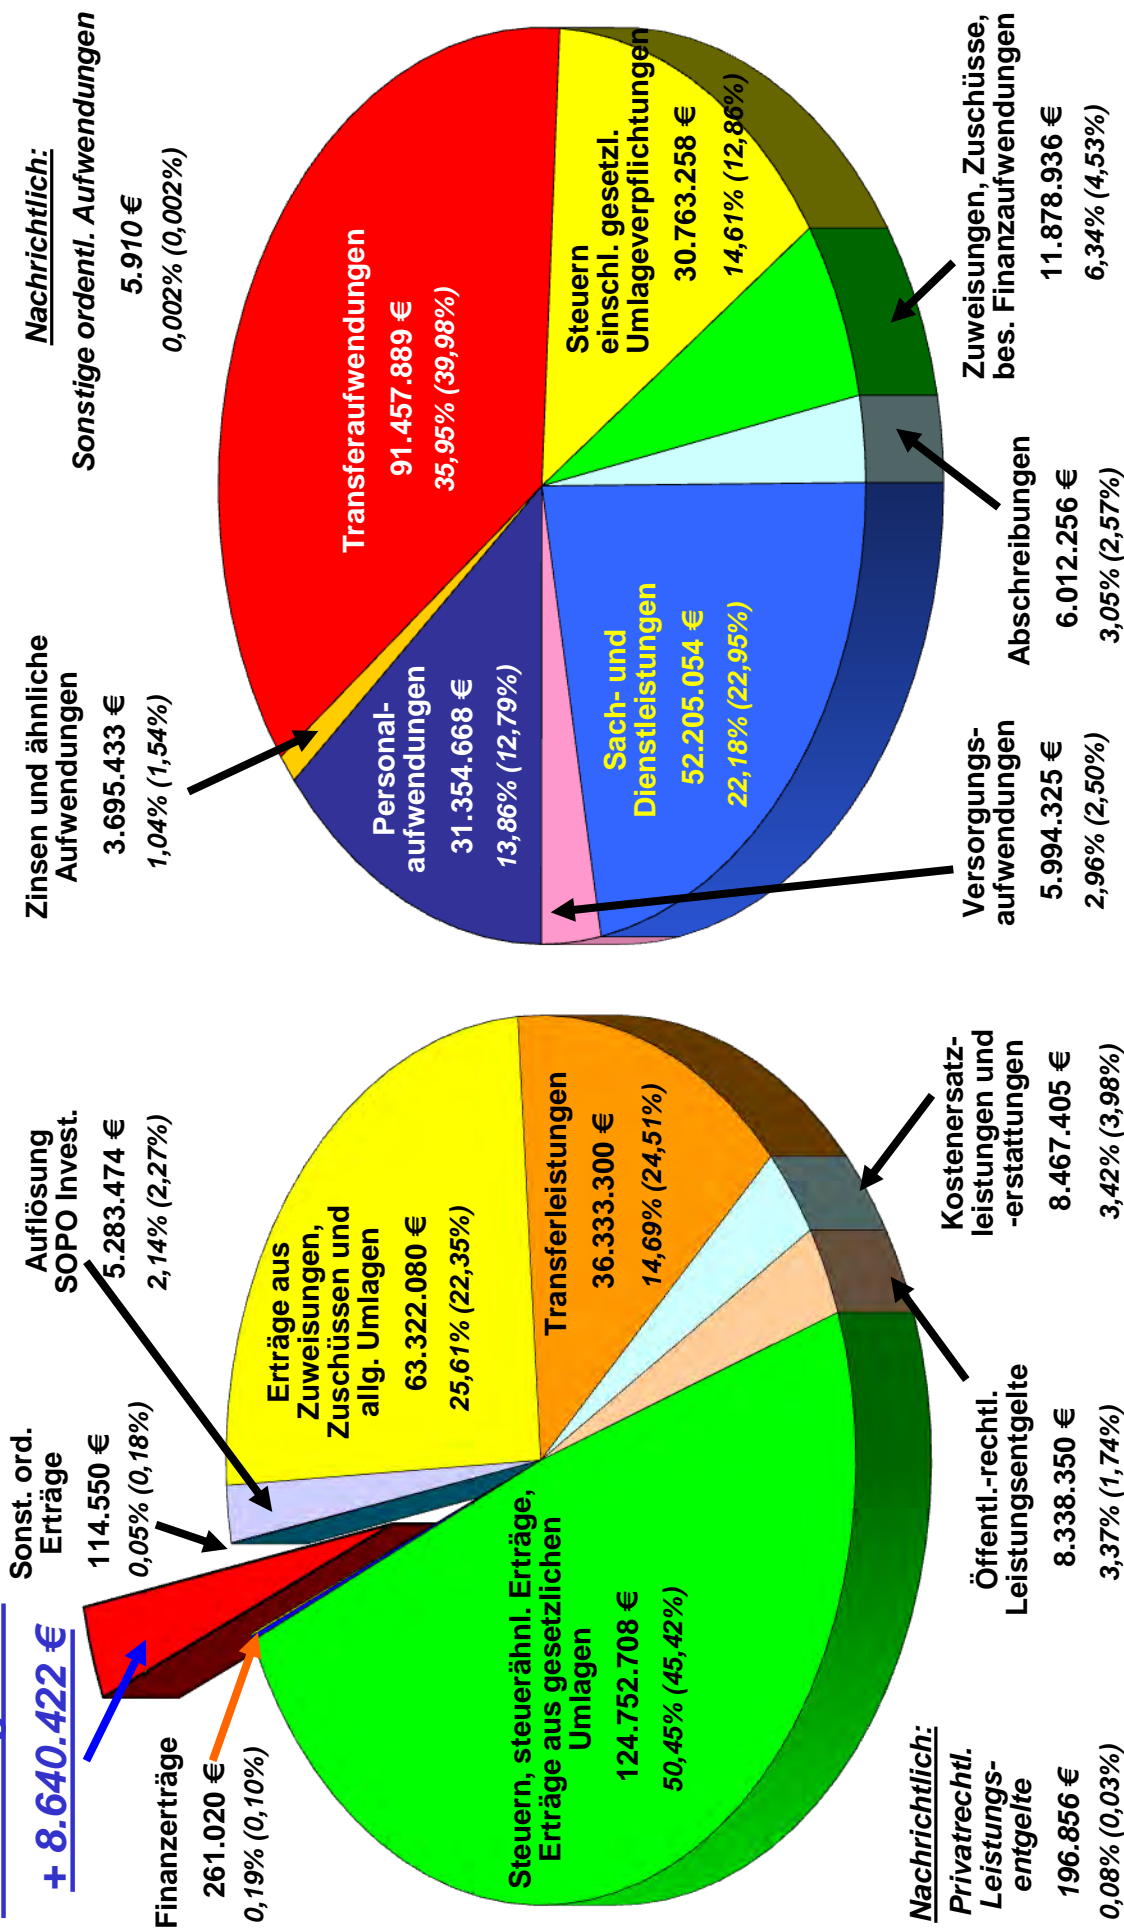 + 8.640.422 €
Sonst. ord.
Erträge
114.550 €
0,05% (0,18%)
Auflösung
SOPO Invest.
5.283.474 €
2,14% (2,27%)
Finanzerträge
261.020 €
0,19% (0,10%)
Erträge aus
Zuweisungen,
Zuschüssen und
allg. Umlagen
63.322.080 €
25,61% (22,35%)
Transferleistungen
36.333.300 €
14,69% (24,51%)
Steuern, steuerähnl. Erträge,
Erträge aus gesetzlichen
Umlagen
124.752.708 €
50,45% (45,42%)
Nachrichtlich:
Privatrechtl.
Leistungs-
entgelte
196.856 €
0,08% (0,03%)
Öffentl.-rechtl.
Leistungsentgelte
8.338.350 €
3,37% (1,74%)
Kostenersatz-
leistungen und
-erstattungen
8.467.405 €
3,42% (3,98%)
Zinsen und ähnliche
Aufwendungen
3.695.433 €
1,04% (1,54%)
Nachrichtlich:
Sonstige ordentl. Aufwendungen
5.910 €
0,002% (0,002%)
Transferaufwendungen
91.457.889 €
35,95% (39,98%)
Personal-
aufwendungen
31.354.668 €
13,86% (12,79%)
Steuern
einschl. gesetzl.
Umlageverpflichtungen
30.763.258 €
14,61% (12,86%)
Sach- und
Dienstleistungen
52.205.054 €
22,18% (22,95%)
Versorgungs-
aufwendungen
5.994.325 €
2,96% (2,50%)
Abschreibungen
6.012.256 €
3,05% (2,57%)
Zuweisungen, Zuschüsse,
bes. Finanzaufwendungen
11.878.936 €
6,34% (4,53%)